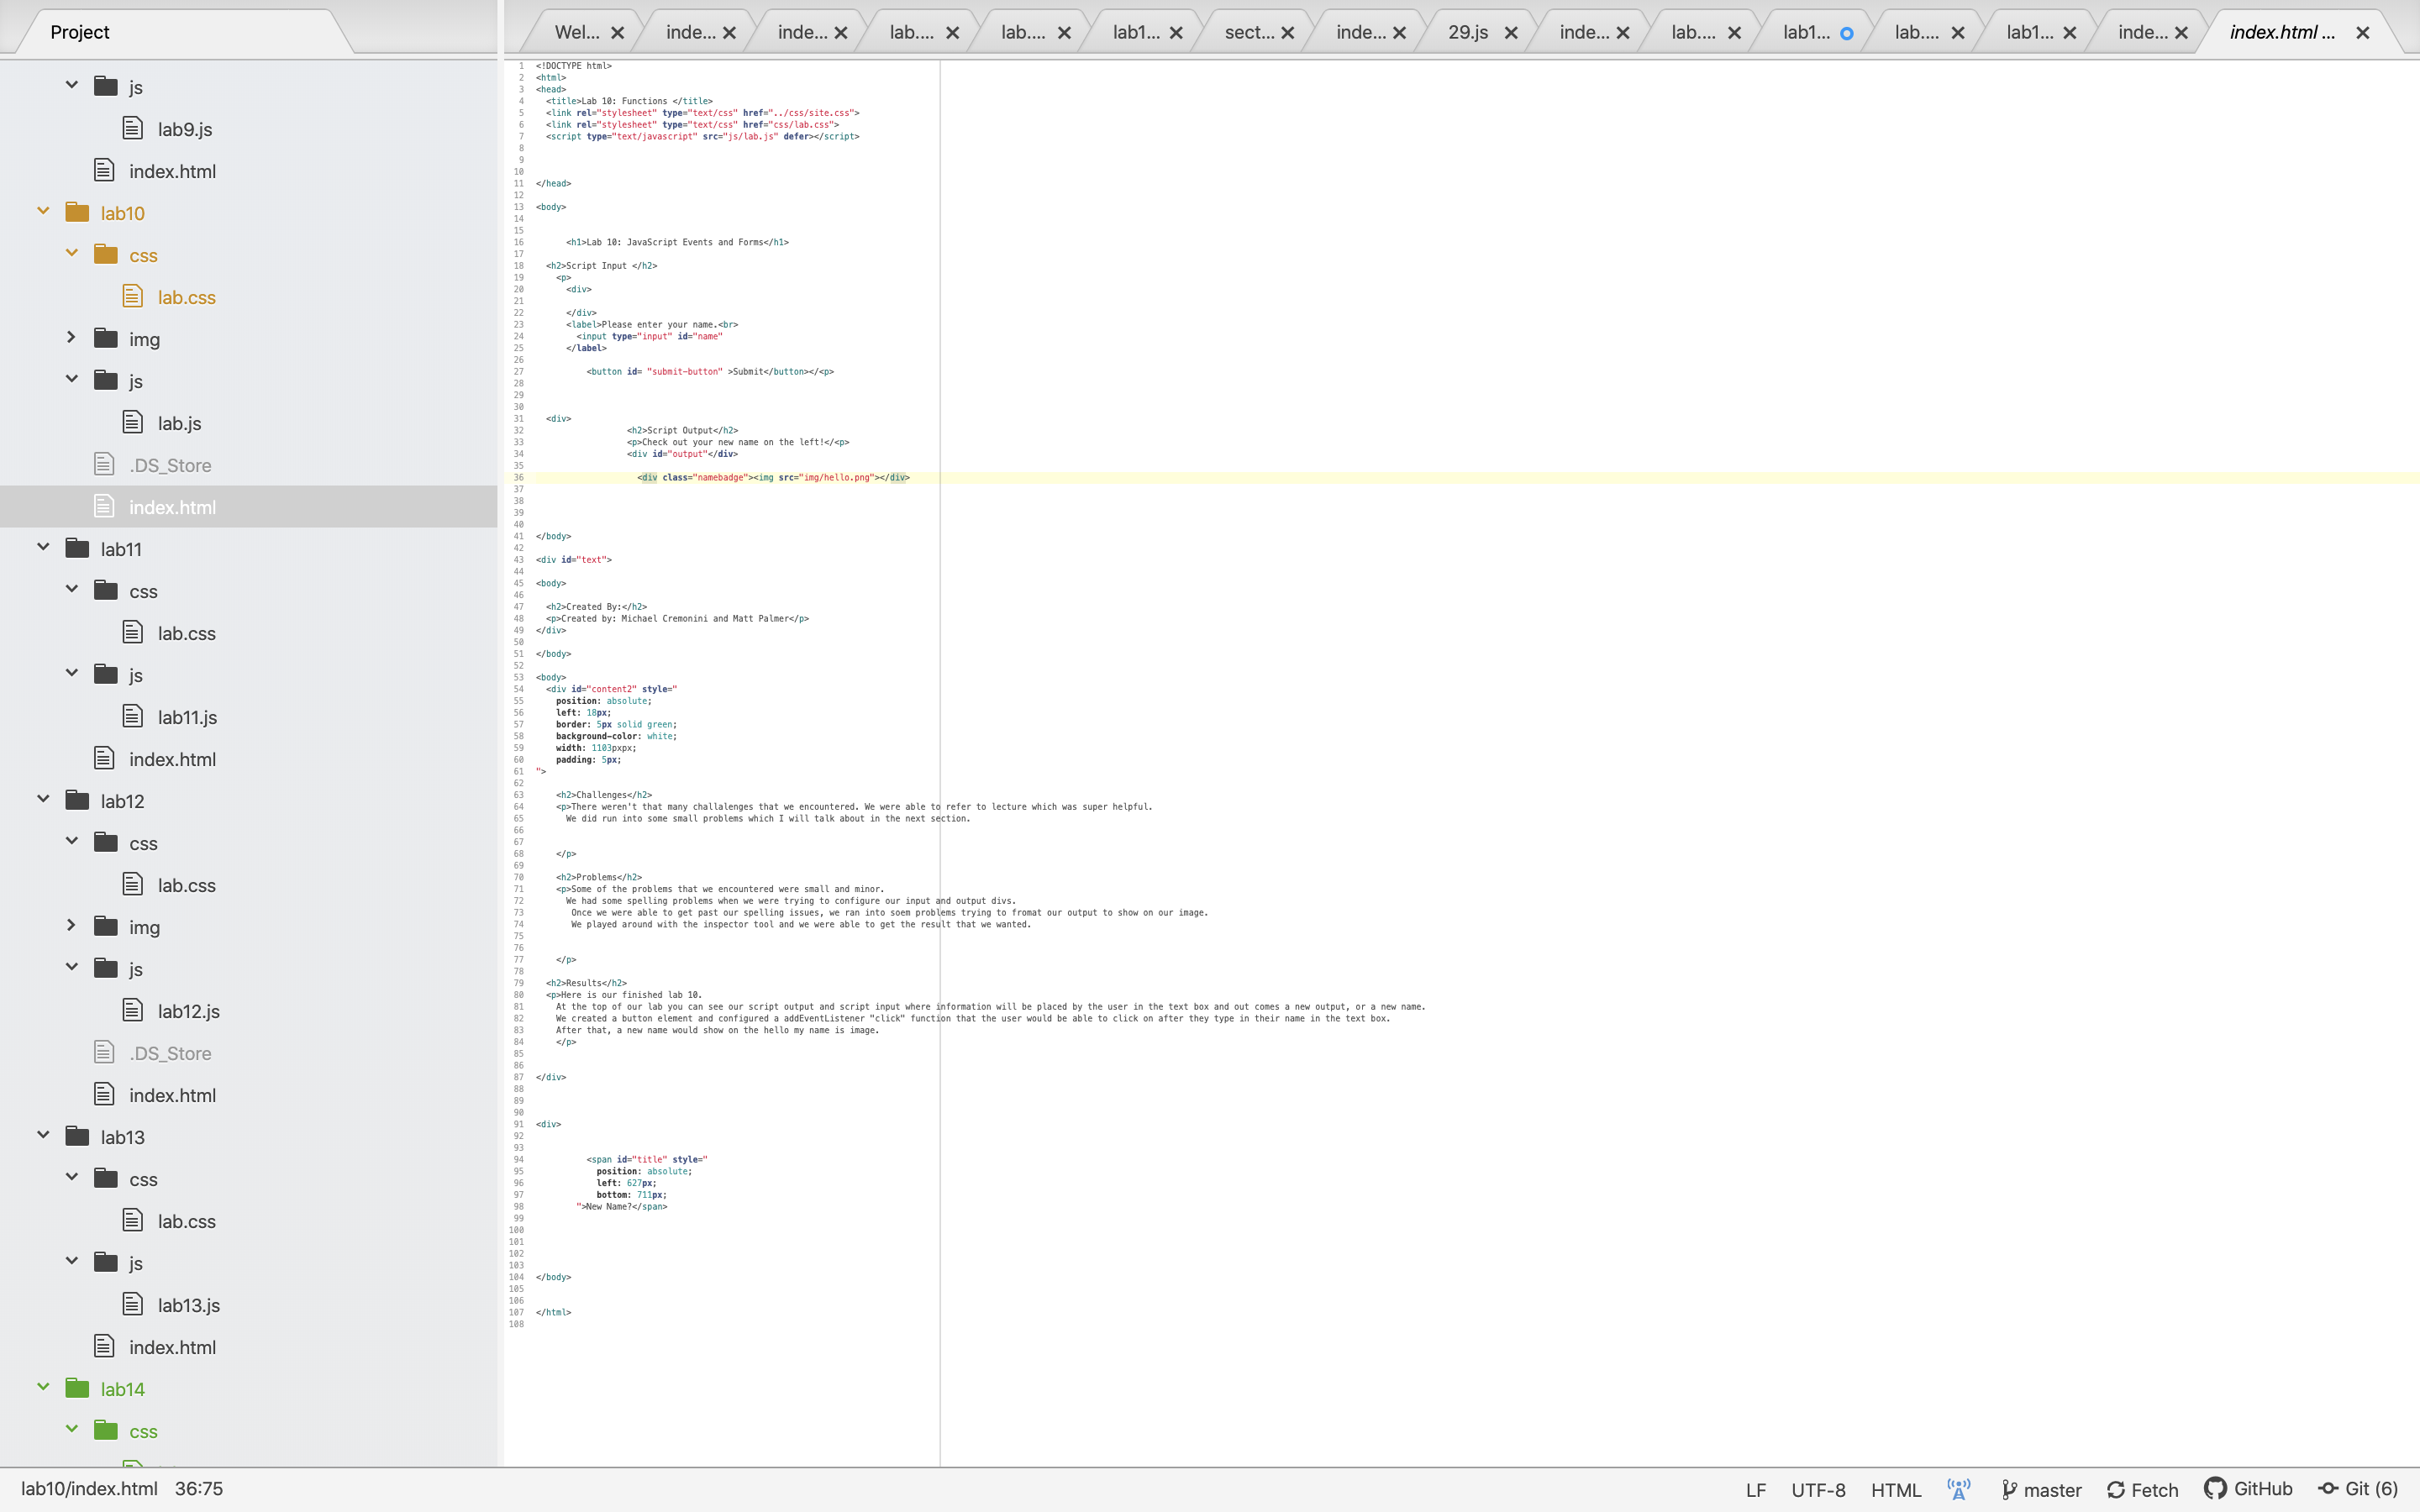 Project
Wel...
inde...
inde...
lab....
lab....
lab1...
sect...
inde...
29.js
inde...
lab....
lab1...
lab....
lab1...
inde...
index.html ...
js
lab9.js
index.html
lab10
css
lab.css
img
js
lab.js
.DS_Store
index.html
lab11
css
lab.css
js
lab11.js
index.html
lab12
css
lab.css
img
js
lab12.js
.DS_Store
index.html
lab13
css
lab.css
js
lab13.js
index.html
lab14
css
1 <!DOCTYPE html>
2 <html>
3 <head>
4 <title>Lab 10: Functions </title>
5 <link rel="stylesheet" type="text/css" href="../css/site.css">
6 <link rel="stylesheet" type="text/css" href="css/lab.css">
7 <script type="text/javascript" src="js/lab.js" defer></script>
8
9
10
11 </head>
12
13 <body>
14
15
16 <h1>Lab 10: JavaScript Events and Forms</h1>
17
18 <h2>Script Input </h2>
19 <p>
20 <div>
21
22 </div>
23 <label>Please enter your name.<br>
24 <input type="input" id="name"
25 </label>
26
27 <button id= "submit-button" >Submit</button></<p>
28
29
30
31 <div>
32 <h2>Script Output</h2>
33 <p>Check out your new name on the left!</<p>
34 <div id="output"</div>
35
36 <div class="namebadge"><img src="img/hello.png"></div>
37
38
39
40
41 </body>
42
43 <div id="text">
44
45 <body>
46
47 <h2>Created By:</h2>
48 <p>Created by: Michael Cremonini and Matt Palmer</p>
49 </div>
50
51 </body>
52
53 <body>
54 <div id="content2" style="
55 position: absolute;
56 left: 18px;
57 border: 5px solid green;
58 background-color: white;
59 width: 1103pxpx;
60 padding: 5px;
61 ">
62
63 <h2>Challenges</h2>
64 <p>There weren't that many challalenges that we encountered. We were able to refer to lecture which was super helpful.
65 We did run into some small problems which I will talk about in the next section.
66
67
68 </p>
69
70 <h2>Problems</h2>
71 <p>Some of the problems that we encountered were small and minor.
72 We had some spelling problems when we were trying to configure our input and output divs.
73 Once we were able to get past our spelling issues, we ran into soem problems trying to fromat our output to show on our image.
74 We played around with the inspector tool and we were able to get the result that we wanted.
75
76
77 </p>
78
79 <h2>Results</h2>
80 <p>Here is our finished lab 10.
81 At the top of our lab you can see our script output and script input where information will be placed by the user in the text box and out comes a new output, or a new name.
82 We created a button element and configured a addEventListener "click" function that the user would be able to click on after they type in their name in the text box.
83 After that, a new name would show on the hello my name is image.
84 </p>
85
86
87 </div>
88
89
90
91 <div>
92
93
94 <span id="title" style="
95 position: absolute;
96 left: 627px;
97 bottom: 711px;
98 ">New Name?</span>
99
100
101
102
103
104 </body>
105
106
107 </html>
108
lab10/index.html 36:75
LF UTF-8 HTML master Fetch GitHub Git (6)